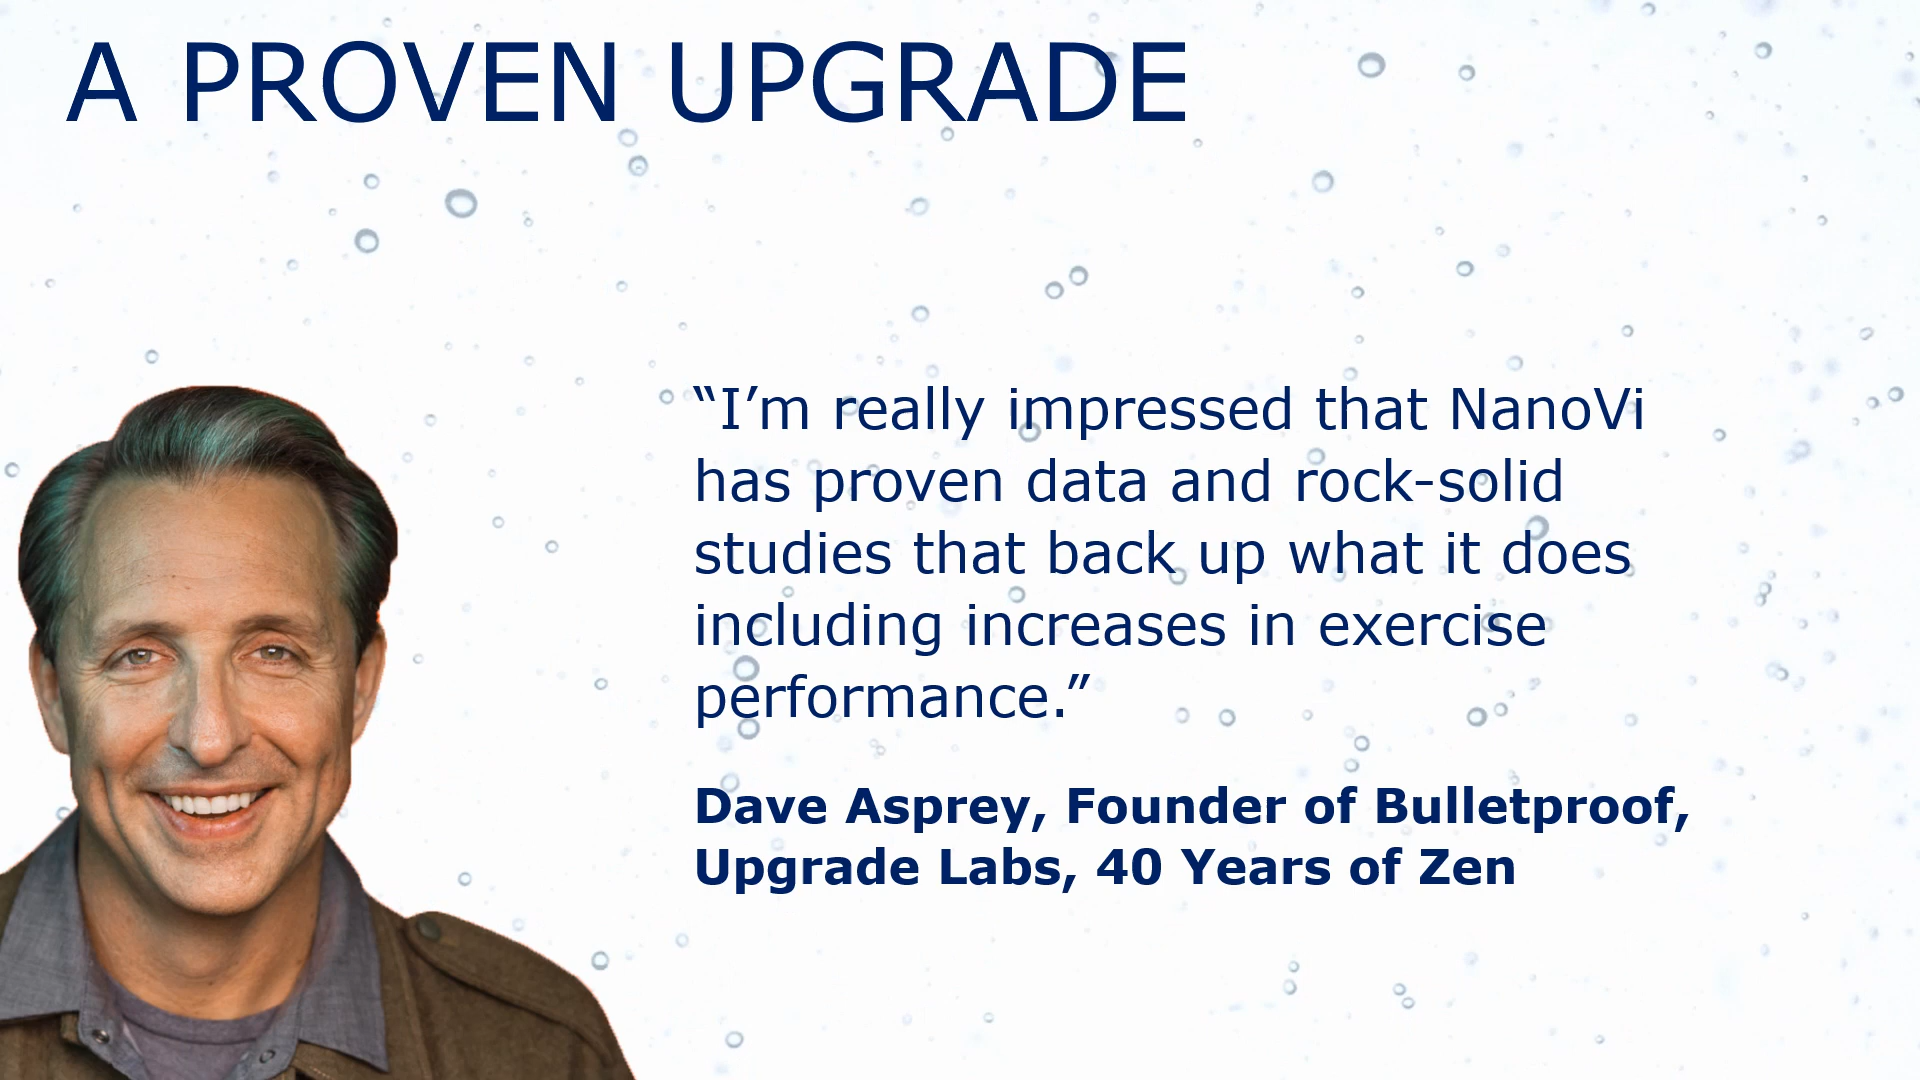 A PROVEN UPGRADE
“I’m really impressed that NanoVi
has proven data and rock-solid
studies that back up what it does
including increases in exercise
performance.”
Dave Asprey, Founder of Bulletproof,
Upgrade Labs, 40 Years of Zen